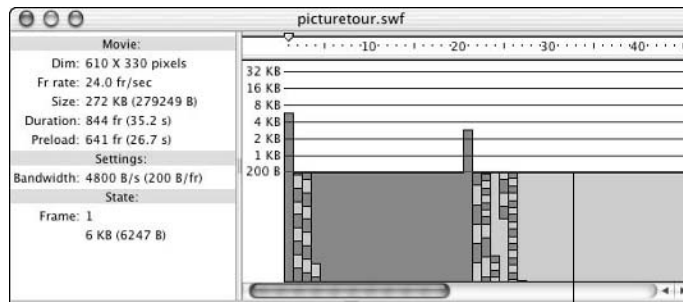 picturetour.swf
Movie:
Dim: 610 X 330 pixels
Fr rate: 24.0 fr/sec
Size: 272 KB (279249 B)
Duration: 844 fr (35.2 s)
Preload: 641 fr (26.7 s)
Settings:
Bandwidth: 4800 B/s (200 B/fr)
State:
Frame: 1
6 KB (6247 B)
10 20 30 40
32 KB
16 KB
8 KB
4 KB
2 KB
1 KB
200 B